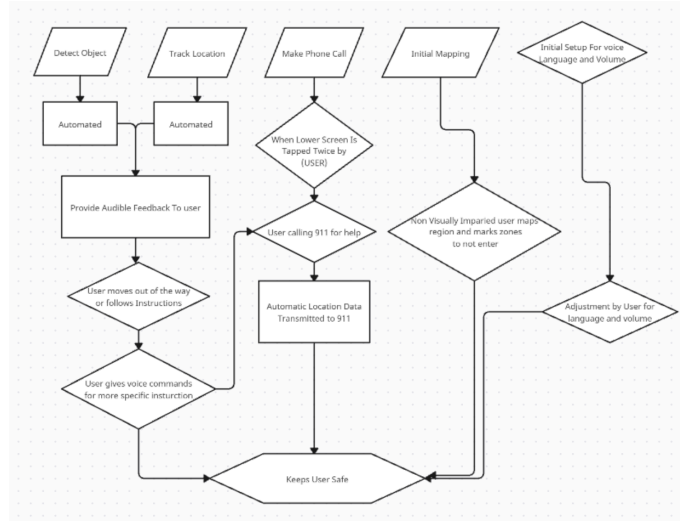 Detect Object
Track Location
Make Phone Call
Initial Mapping
Initial Setup For voice
Language and Volume
Automated
Automated
When Lower Screen Is
Tapped Twice by
(USER)
Provide Audible Feedback To user
User calling 911 for help
Non Visually Imparied user maps
region and marks zones
to not enter
User moves out of the way
or follows Instructions
Automatic Location Data
Transmitted to 911
Adjustment by User for
language and volume
User gives voice commands
for more specific insturction
Keeps User Safe